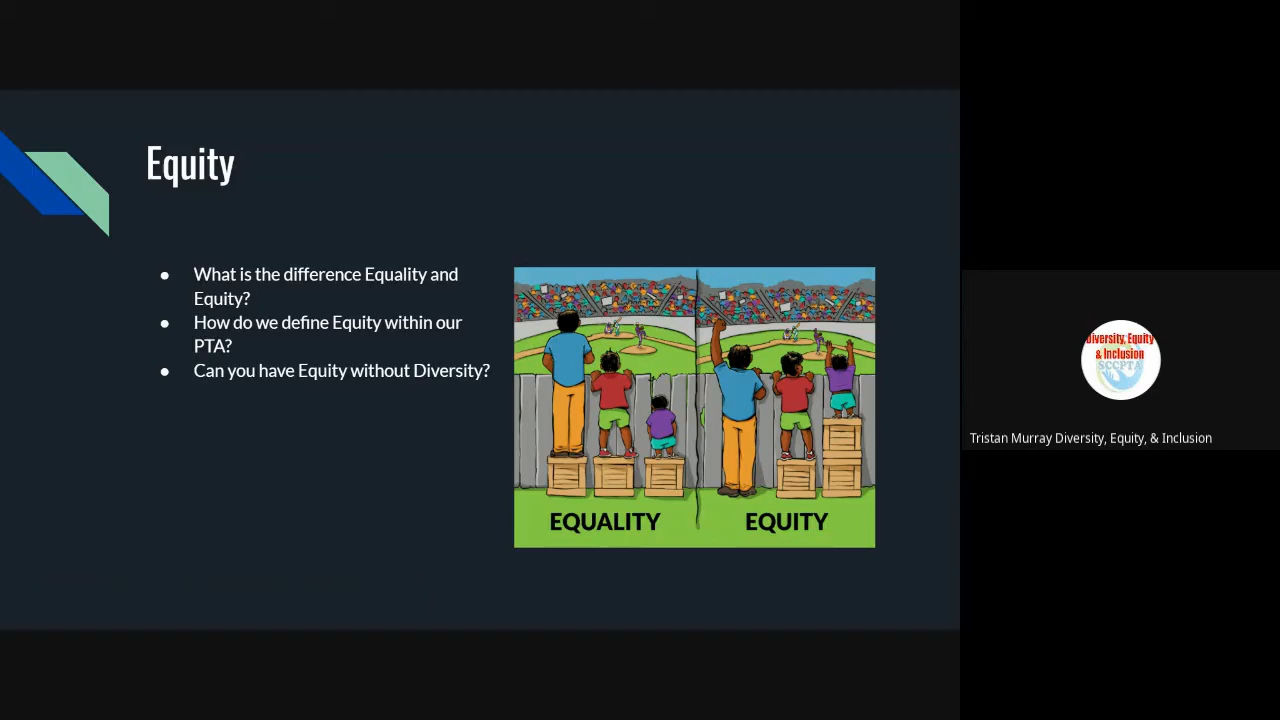 Equity
● What is the difference Equality and
Equity?
● How do we define Equity within our
PTA?
● Can you have Equity without Diversity?
EQUALITY
EQUITY
Diversity, Equity
& Inclusion
SCCPTA
Tristan Murray Diversity, Equity, & Inclusion